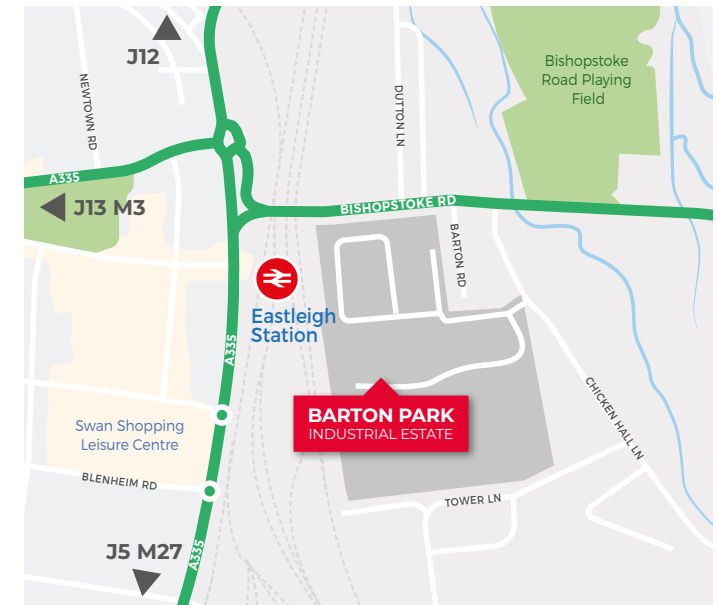 J12
NEWTOWN RD
DUTTON LN
Bishopstoke
Road Playing
Field
A335
J13 M3
BISHOPSTOKE RD
BARTON RD
Eastleigh
Station
A335
BARTON PARK
INDUSTRIAL ESTATE
CHICKEN HALL LN
Swan Shopping
Leisure Centre
BLENHEIM RD
TOWER LN
J5 M27
A335